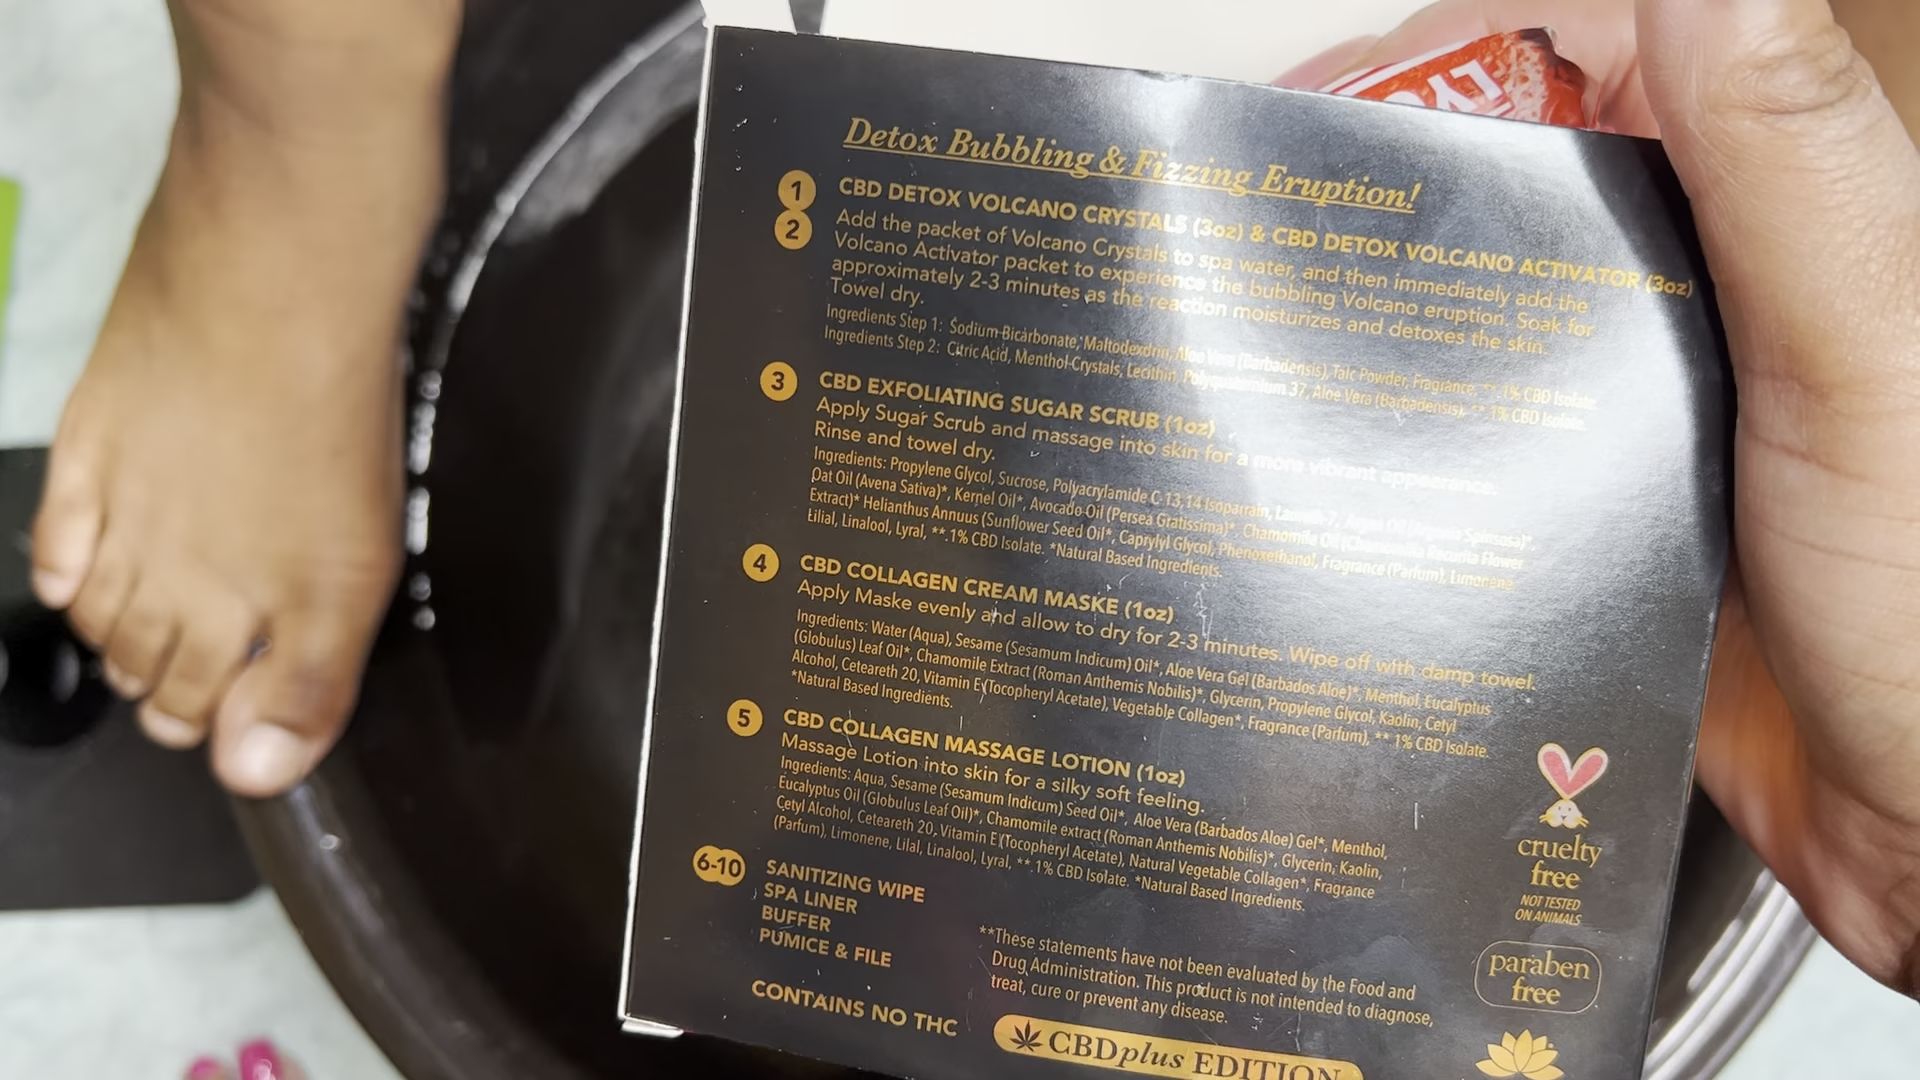 LYC
Detox Bubbling & Fizzing Eruption!
1 CBD DETOX VOLCANO CRYSTALS (3oz) & CBD DETOX VOLCANO ACTIVATOR (3oz)
2 Add the packet of Volcano Crystals to spa water, and then immediately add the
Volcano Activator packet to experience the bubbling Volcano eruption. Soak for
approximately 2-3 minutes as the reaction moisturizes and detoxes the skin.
Towel dry.
Ingredients Step 1: Sodium Bicarbonate, Maltodextrin, Aloe Vera (Barbadensis), Talc Powder, Fragrance, **.1% CBD Isolate.
Ingredients Step 2: Citric Acid, Menthol-Crystals, Lecithin, Polyquaternium 37, Aloe Vera (Barbadensis), **.1% CBD Isolate.
3 CBD EXFOLIATING SUGAR SCRUB (1oz)
Apply Sugar Scrub and massage into skin for a more vibrant appearance.
Rinse and towel dry.
Ingredients: Propylene Glycol, Sucrose, Polyacrylamide C-13,14 Isoparrain, Laureth-7, Argan Oil (Argania Spinsosa)*,
Oat Oil (Avena Sativa)*, Kernel Oil*, Avocado Oil (Persea Gratissima)*, Chamomile Oil (Chamomilla Recutita Flower
Extract)* Helianthus Annuus (Sunflower Seed Oil*, Caprylyl Glycol, Phenoxethanol, Fragrance (Parfum), Limonene,
Lilial, Linalool, Lyral, **.1% CBD Isolate. *Natural Based Ingredients.
4 CBD COLLAGEN CREAM MASKE (1oz)
Apply Maske evenly and allow to dry for 2-3 minutes. Wipe off with damp towel.
Ingredients: Water (Aqua), Sesame (Sesamum Indicum) Oil*, Aloe Vera Gel (Barbados Aloe)*, Menthol, Eucalyptus
(Globulus) Leaf Oil*, Chamomile Extract (Roman Anthemis Nobilis)*, Glycerin, Propylene Glycol, Kaolin, Cetyl
Alcohol, Ceteareth 20, Vitamin E (Tocopheryl Acetate), Vegetable Collagen*, Fragrance (Parfum), **.1% CBD Isolate.
*Natural Based Ingredients.
5 CBD COLLAGEN MASSAGE LOTION (1oz)
Massage Lotion into skin for a silky soft feeling.
Ingredients: Aqua, Sesame (Sesamum Indicum) Seed Oil*, Aloe Vera (Barbados Aloe) Gel*, Menthol,
Eucalyptus Oil (Globulus Leaf Oil)*, Chamomile extract (Roman Anthemis Nobilis)*, Glycerin, Kaolin,
Cetyl Alcohol, Ceteareth 20, Vitamin E (Tocopheryl Acetate), Natural Vegetable Collagen*, Fragrance
(Parfum), Limonene, Lilal, Linalool, Lyral, **.1% CBD Isolate. *Natural Based Ingredients.
6-10 SANITIZING WIPE
SPA LINER
BUFFER
PUMICE & FILE
CONTAINS NO THC
**These statements have not been evaluated by the Food and
Drug Administration. This product is not intended to diagnose,
treat, cure or prevent any disease.
CBDplus EDITION
cruelty
free
NOT TESTED
ON ANIMALS
paraben
free